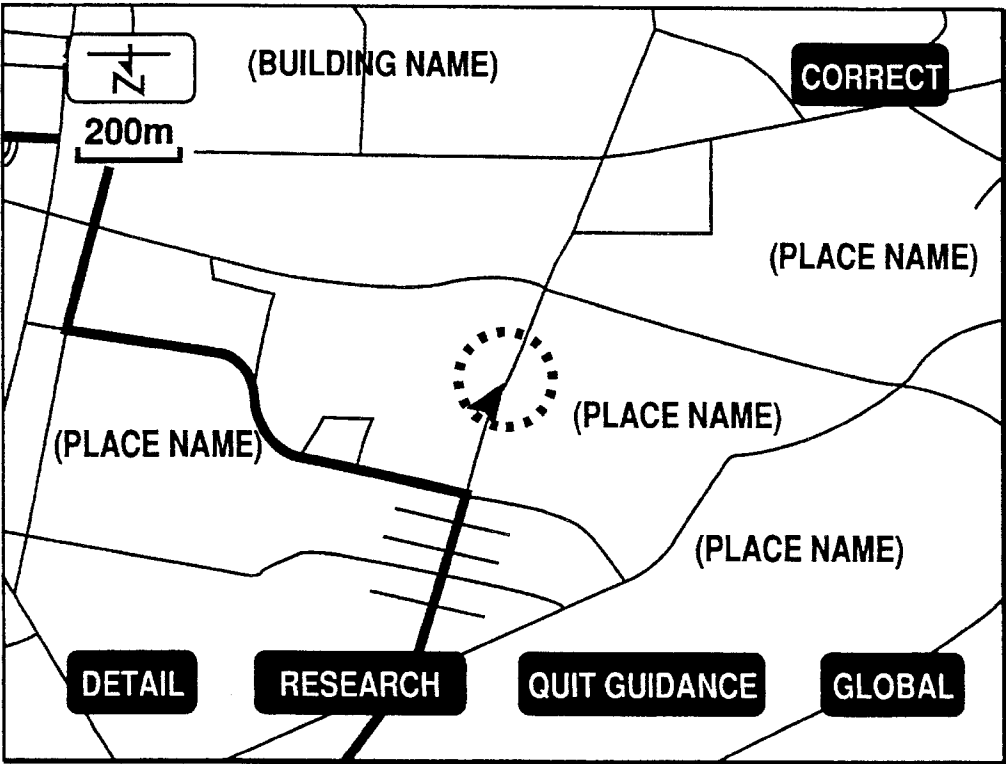 N
(BUILDING NAME)
CORRECT
200m
(PLACE NAME)
(PLACE NAME)
(PLACE NAME)
(PLACE NAME)
DETAIL
RESEARCH
QUIT GUIDANCE
GLOBAL